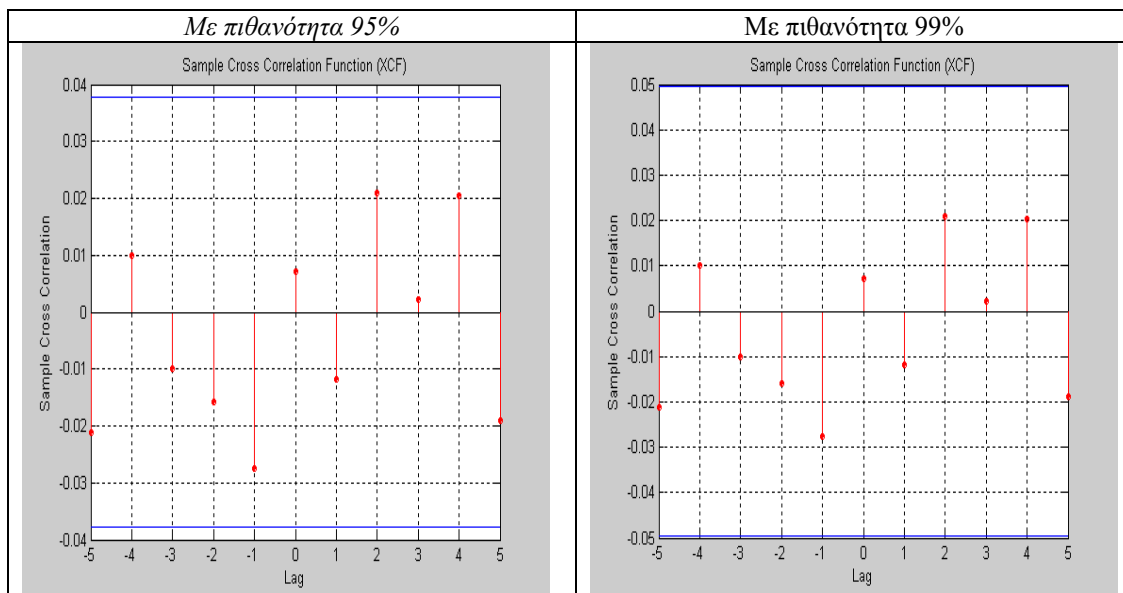 Με πιθανότητα 95%
Με πιθανότητα 99%
Sample Cross Correlation Function (XCF)
0.04
0.03
0.02
0.01
0
-0.01
-0.02
-0.03
-0.04
Sample Cross Correlation
-5 -4 -3 -2 -1 0 1 2 3 4 5
Lag
Sample Cross Correlation Function (XCF)
0.05
0.04
0.03
0.02
0.01
0
-0.01
-0.02
-0.03
-0.04
-0.05
Sample Cross Correlation
-5 -4 -3 -2 -1 0 1 2 3 4 5
Lag